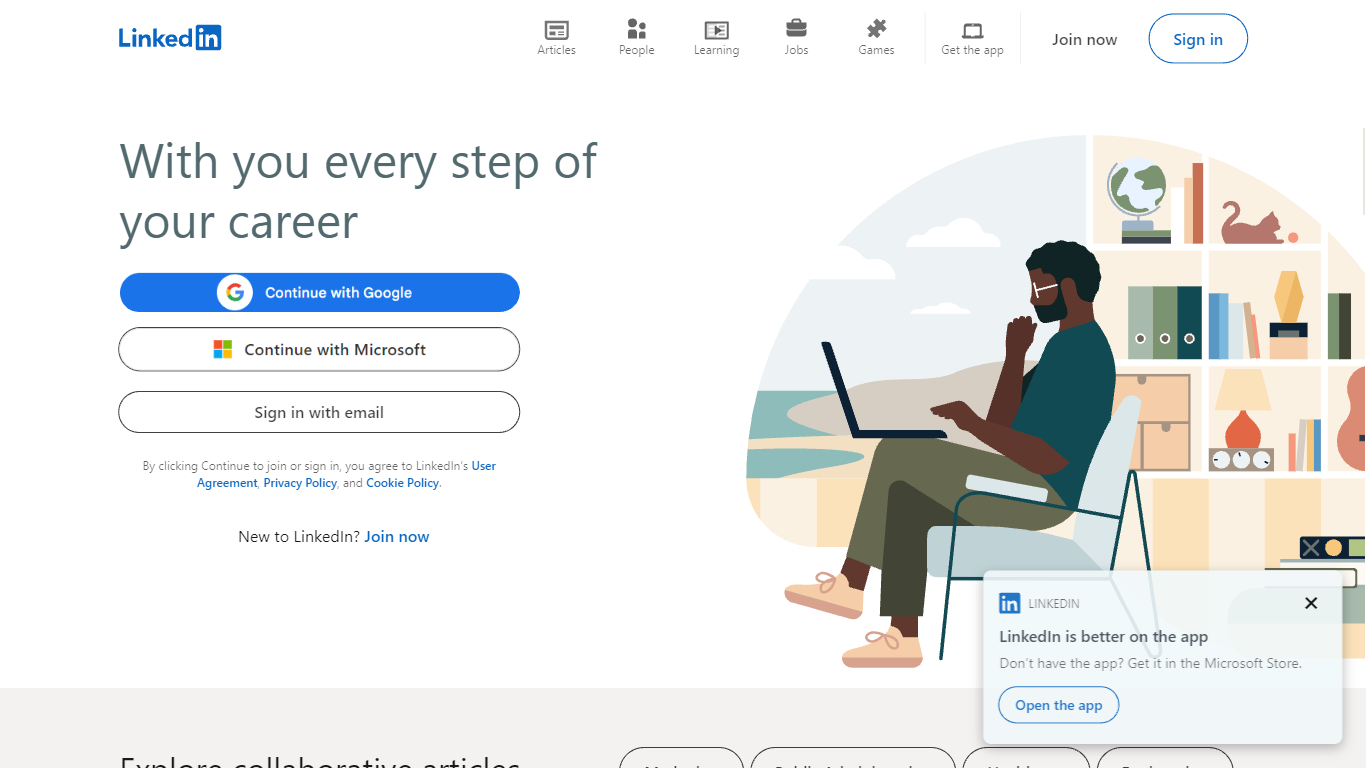 LinkedIn
Articles
People
Learning
Jobs
Games
Get the app
Join now
Sign in
With you every step of
your career
Continue with Google
Continue with Microsoft
Sign in with email
By clicking Continue to join or sign in, you agree to LinkedIn's User
Agreement, Privacy Policy, and Cookie Policy.
New to LinkedIn? Join now
LINKEDIN
LinkedIn is better on the app
Don't have the app? Get it in the Microsoft Store.
Open the app
Explore collaborative articles